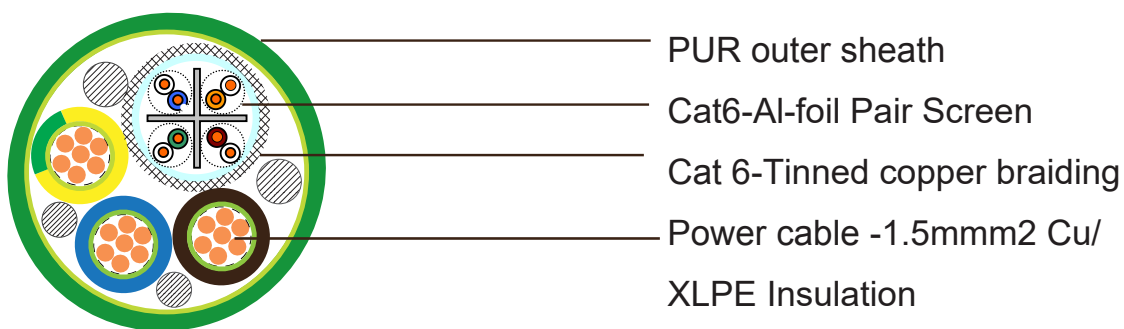 PUR outer sheath
Cat6-Al-foil Pair Screen
Cat 6-Tinned copper braiding
Power cable -1.5mmm2 Cu/
XLPE Insulation